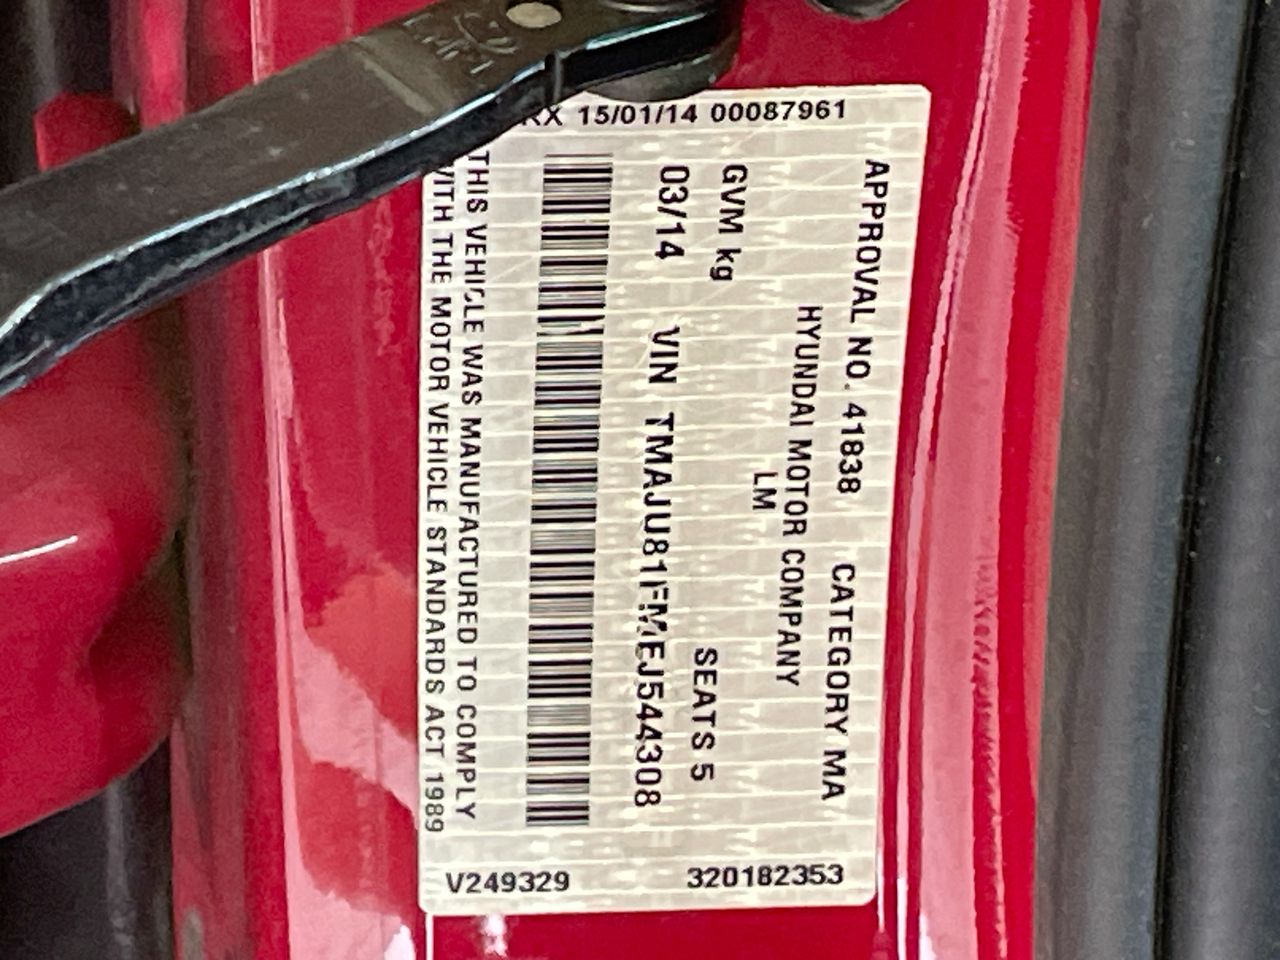 RX 15/01/14 00087961
APPROVAL NO. 41838 CATEGORY MA
HYUNDAI MOTOR COMPANY
LM
GVM kg SEATS 5
03/14 VIN TMAJU81FMEJ544308
THIS VEHICLE WAS MANUFACTURED TO COMPLY
WITH THE MOTOR VEHICLE STANDARDS ACT 1989
V249329 320182353